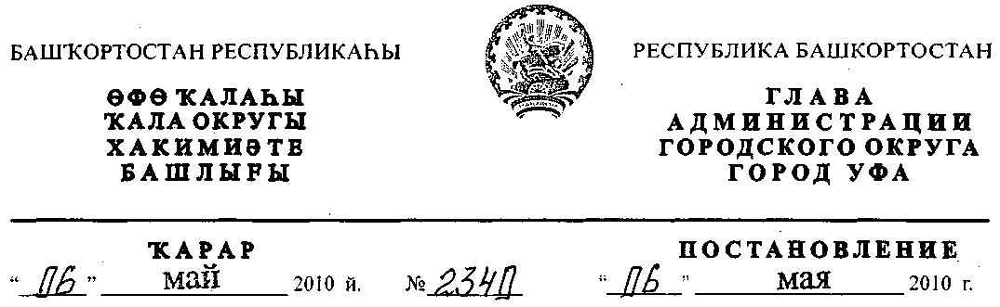 БАШҠОРТОСТАН РЕСПУБЛИКАҺЫ
ӨФӨ ҠАЛАҺЫ
ҠАЛА ОКРУГЫ
ХАКИМИӘТЕ
БАШЛЫҒЫ
РЕСПУБЛИКА БАШКОРТОСТАН
ГЛАВА
АДМИНИСТРАЦИИ
ГОРОДСКОГО ОКРУГА
ГОРОД УФА
ҠАРАР
ПОСТАНОВЛЕНИЕ
“ 06 ” май 2010 й. № 2340 “ 06 ” мая 2010 г.